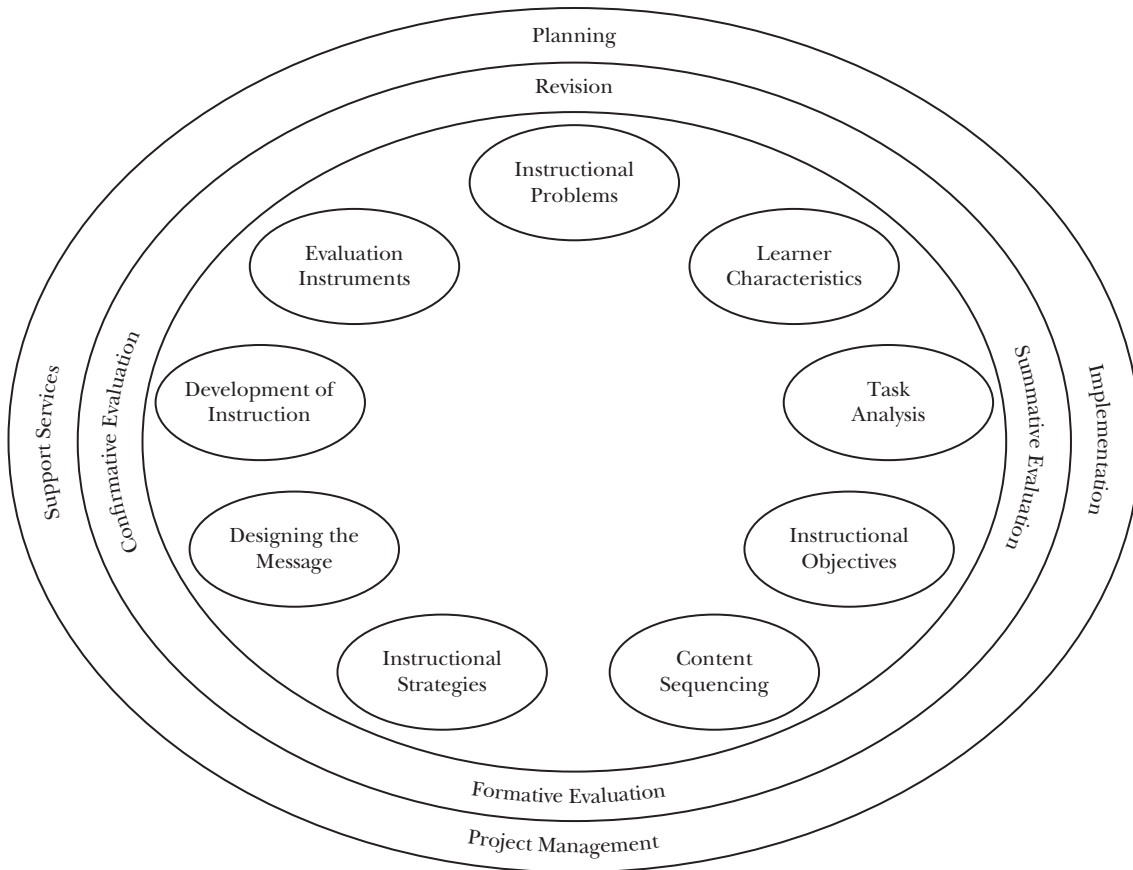 Planning
Revision
Instructional
Problems
Evaluation
Instruments
Learner
Characteristics
Development of
Instruction
Task
Analysis
Support Services
Confirmative Evaluation
Summative Evaluation
Implementation
Designing the
Message
Instructional
Objectives
Instructional
Strategies
Content
Sequencing
Formative Evaluation
Project Management